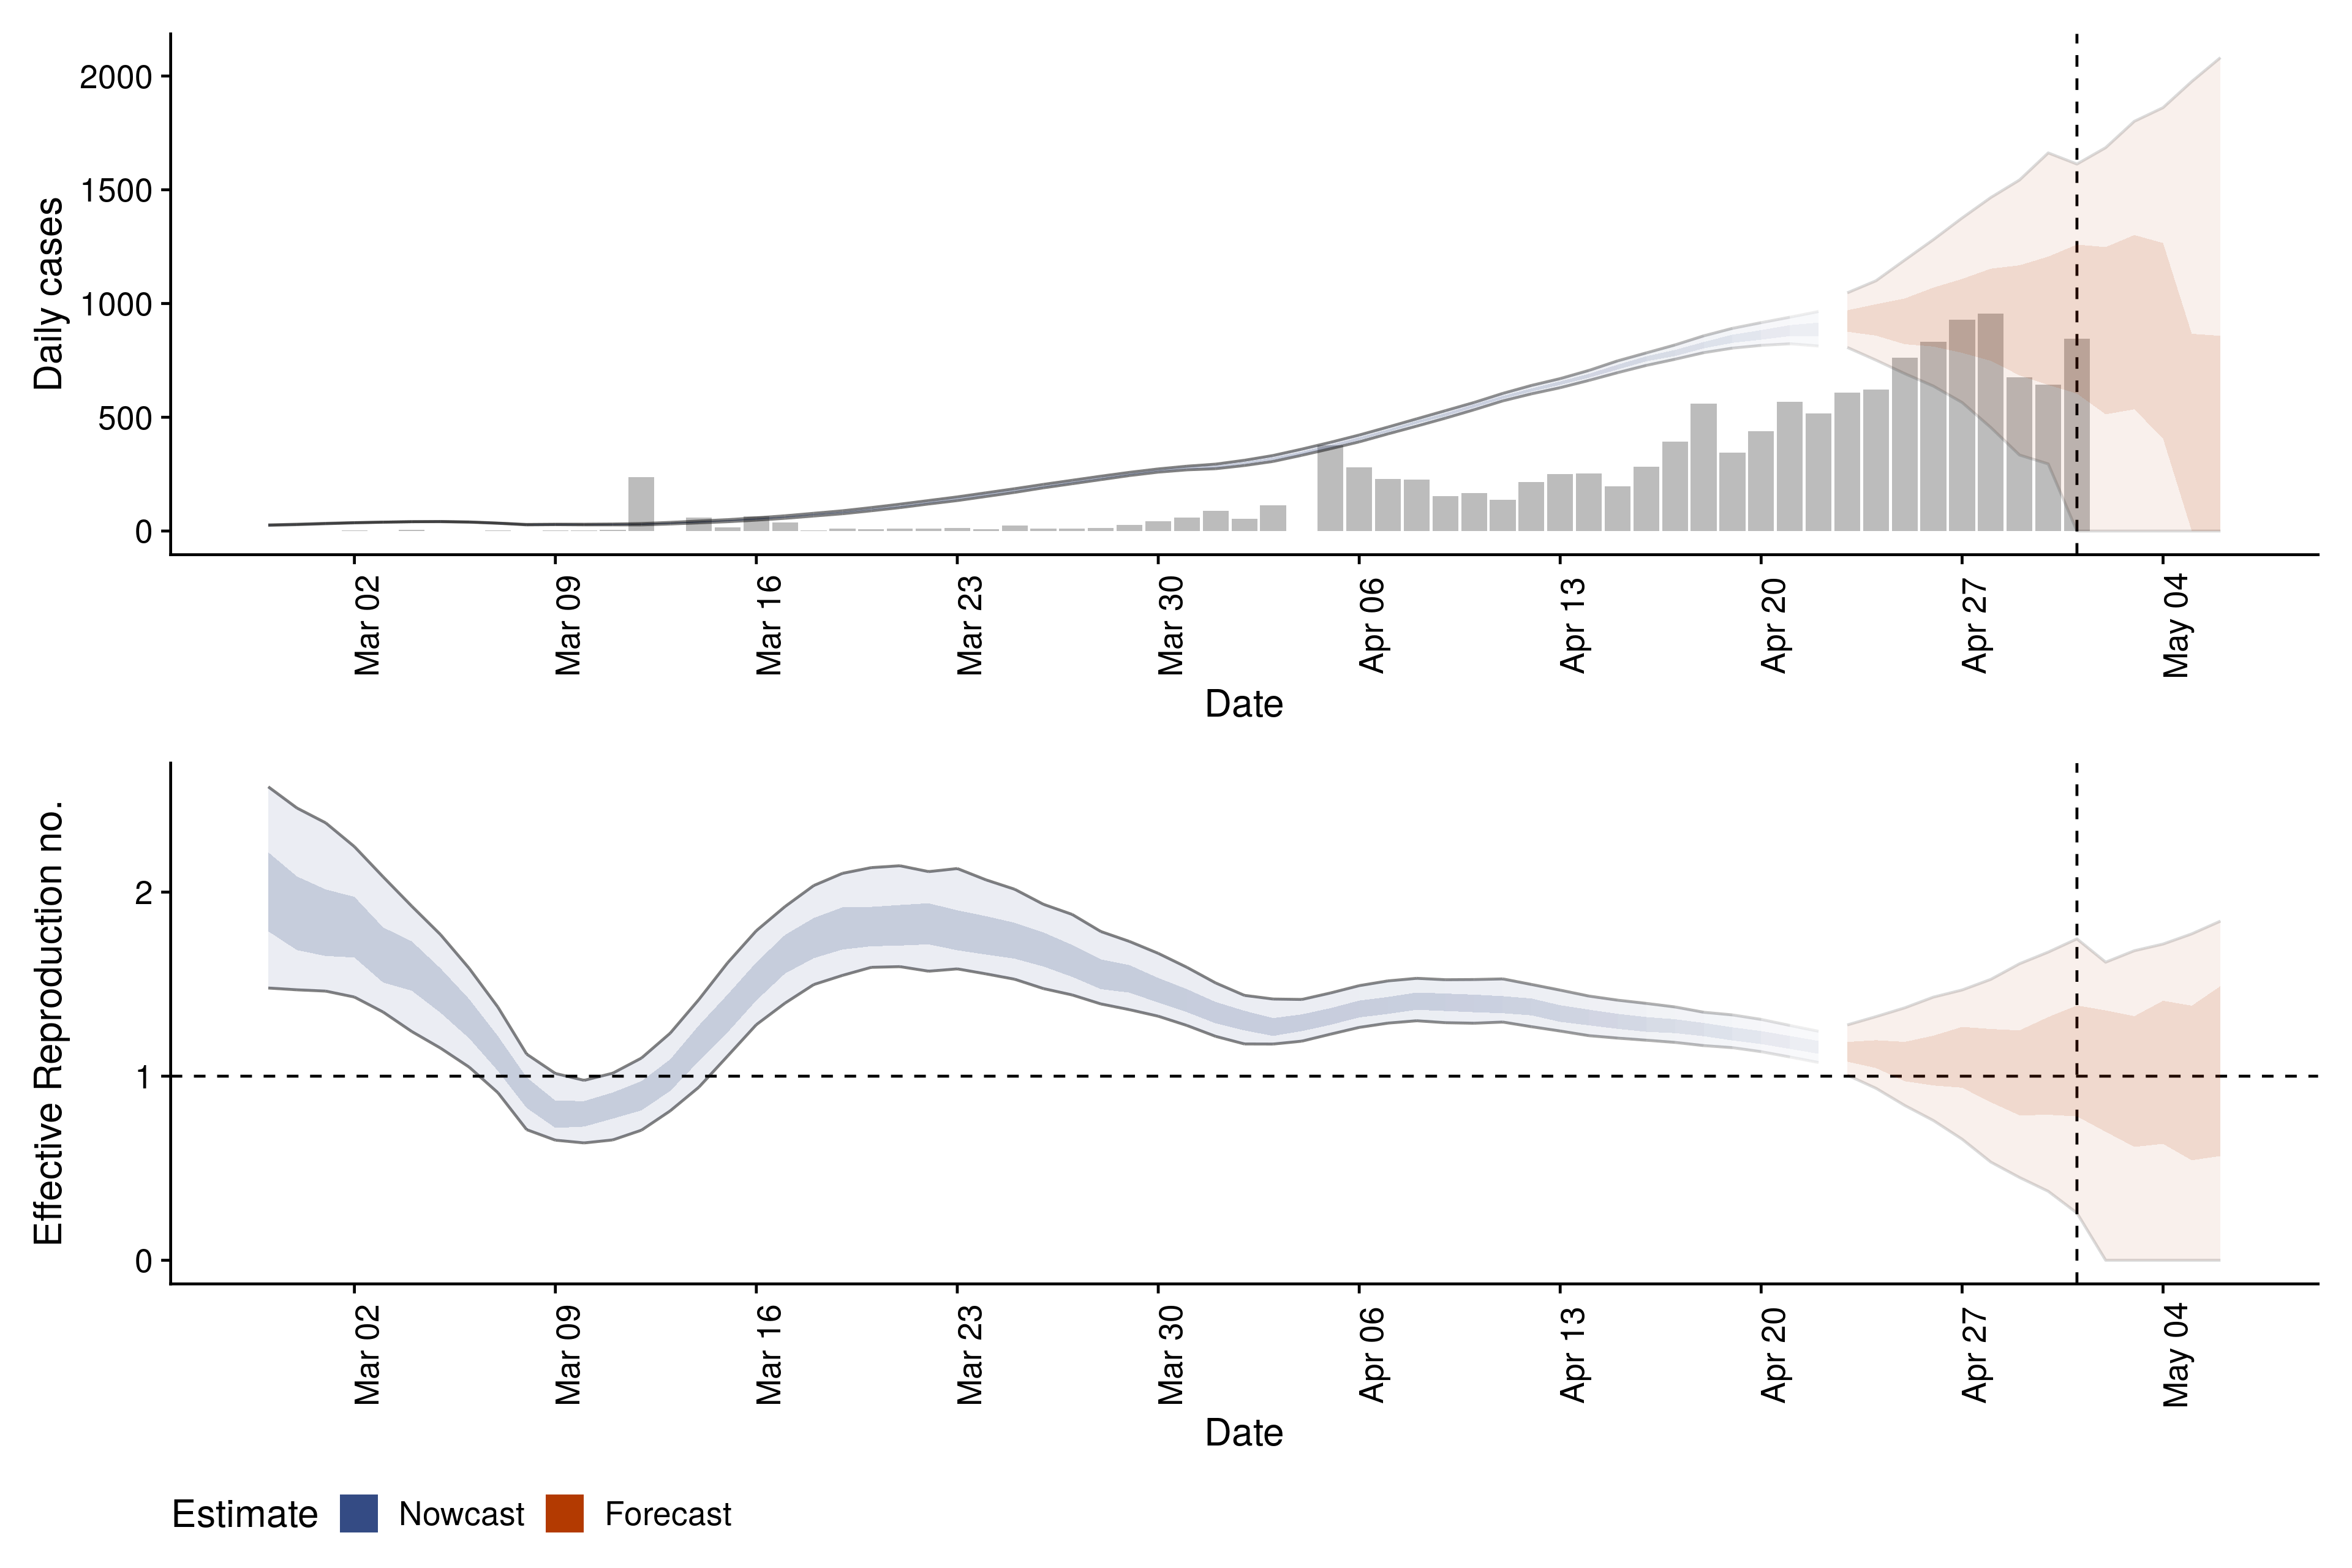 Daily cases
2000
1500
1000
500
0
Mar 02
Mar 09
Mar 16
Mar 23
Mar 30
Apr 06
Apr 13
Apr 20
Apr 27
May 04
Date
Effective Reproduction no.
2
1
0
Mar 02
Mar 09
Mar 16
Mar 23
Mar 30
Apr 06
Apr 13
Apr 20
Apr 27
May 04
Date
Estimate Nowcast Forecast